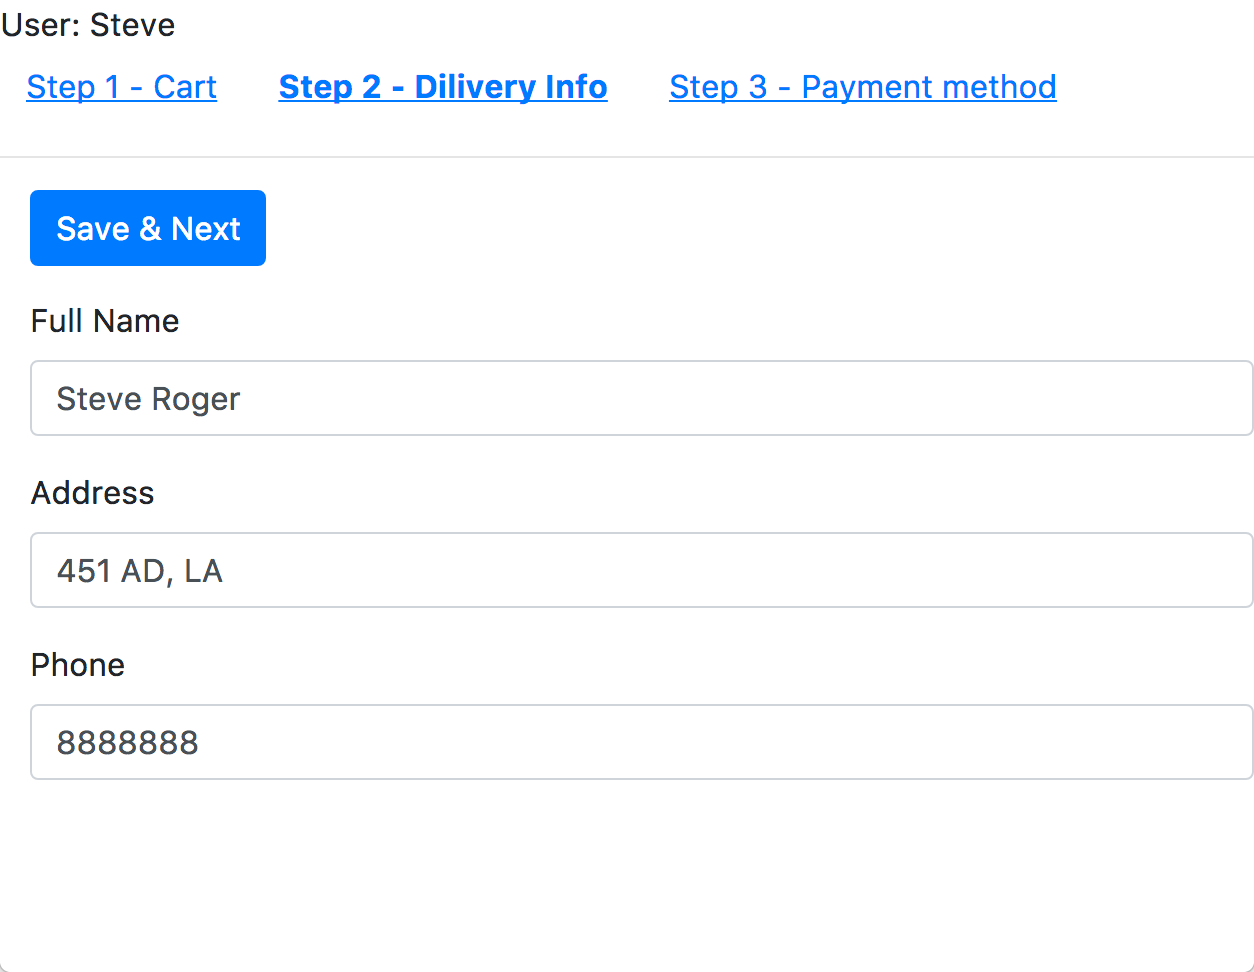 User: Steve
Step 1 - Cart Step 2 - Dilivery Info Step 3 - Payment method
Save & Next
Full Name
Steve Roger
Address
451 AD, LA
Phone
8888888